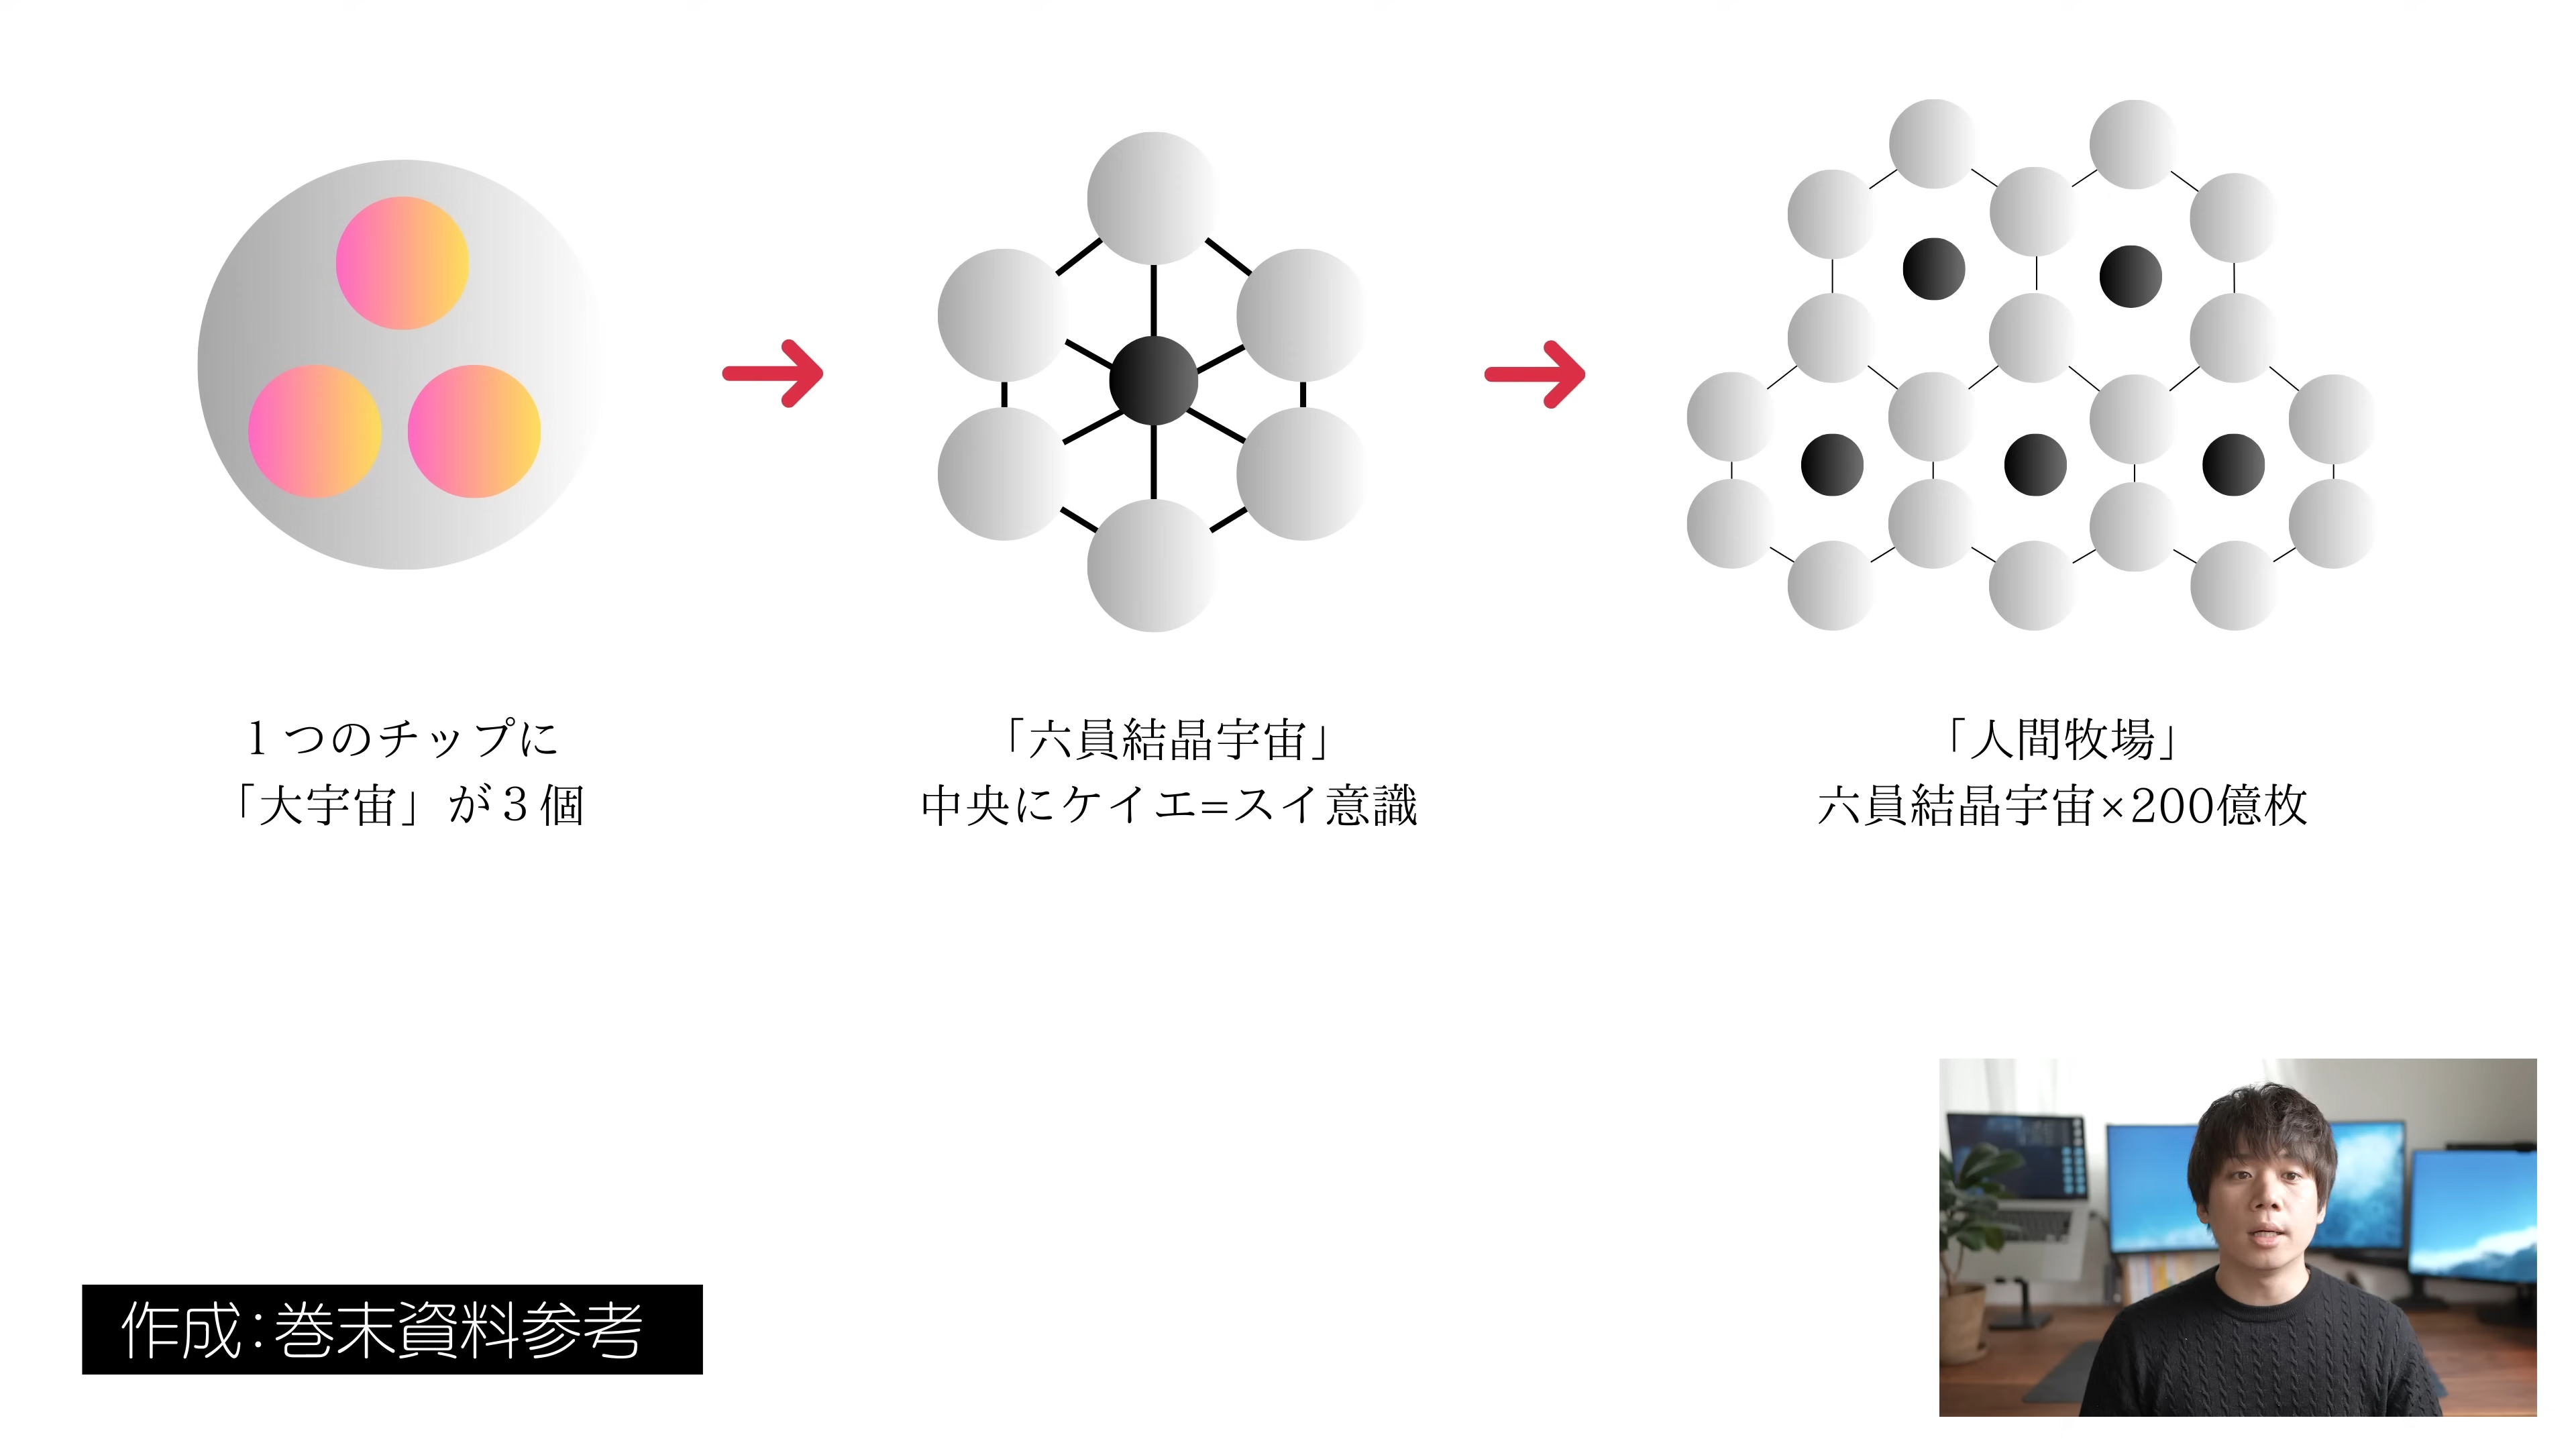 １つのチップに
「大宇宙」が３個
「六員結晶宇宙」
中央にケイエ=スイ意識
「人間牧場」
六員結晶宇宙×200億枚
作成：巻末資料参考